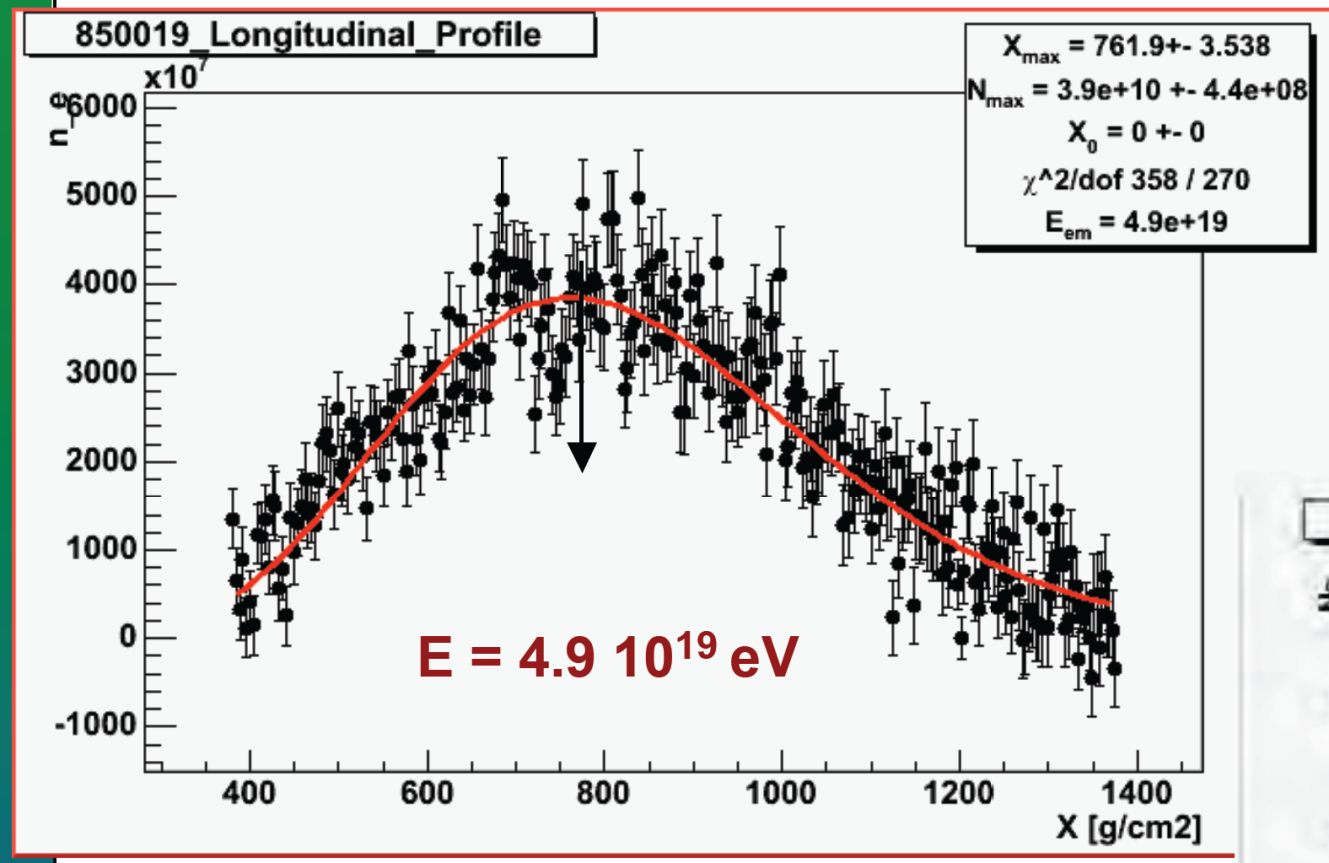 850019_Longitudinal_Profile
X_max = 761.9+- 3.538
N_max = 3.9e+10 +- 4.4e+08
X_0 = 0 +- 0
χ^2/dof 358 / 270
E_em = 4.9e+19
x10^7
n_e
6000
5000
4000
3000
2000
1000
0
-1000
E = 4.9 10^19 eV
400 600 800 1000 1200 1400
X [g/cm2]